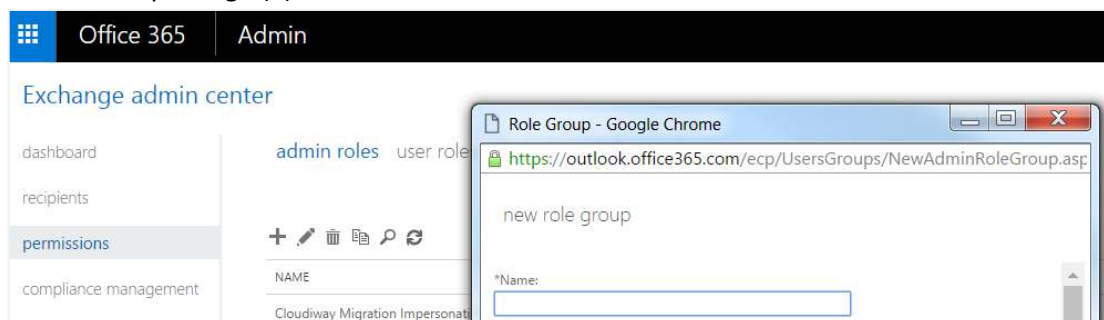 Office 365 Admin
Exchange admin center
Role Group - Google Chrome
dashboard
admin roles user role
https://outlook.office365.com/ecp/UsersGroups/NewAdminRoleGroup.asp
recipients
new role group
permissions
NAME
*Name:
compliance management
Cloudiway Migration Impersonati